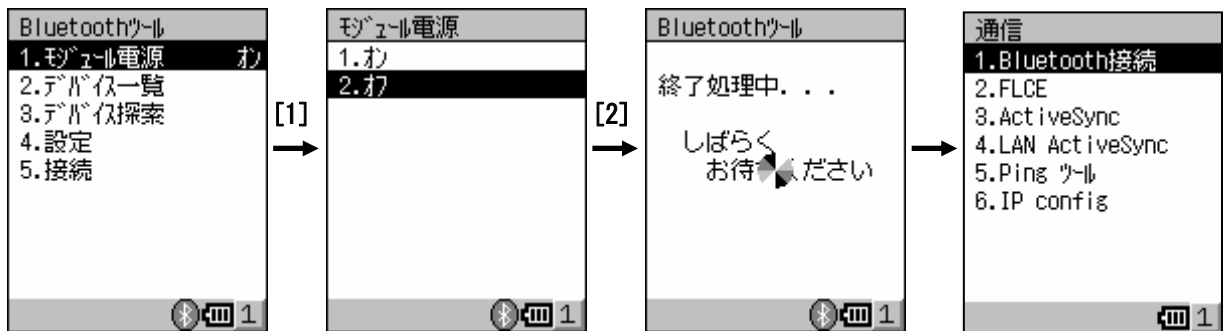 Bluetoothﾂｰﾙ
1.ﾓｼﾞｭｰﾙ電源 ｵﾝ
2.ﾃﾞﾊﾞｲｽ一覧
3.ﾃﾞﾊﾞｲｽ探索
4.設定
5.接続
1
[1]
ﾓｼﾞｭｰﾙ電源
1.ｵﾝ
2.ｵﾌ
1
[2]
Bluetoothﾂｰﾙ
終了処理中...
しばらく
お待 ください
1
通信
1.Bluetooth接続
2.FLCE
3.ActiveSync
4.LAN ActiveSync
5.Ping ﾂｰﾙ
6.IP config
1